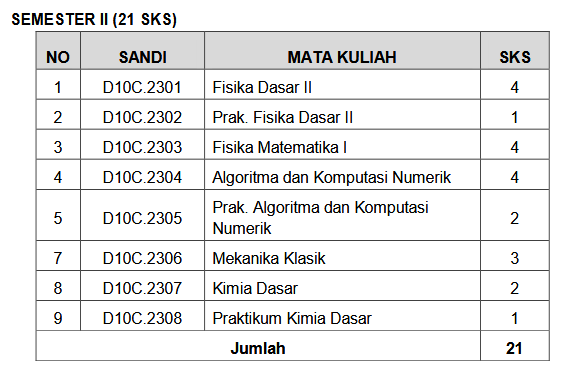 SEMESTER II (21 SKS)
NO SANDI MATA KULIAH SKS
1 D10C.2301 Fisika Dasar II 4
2 D10C.2302 Prak. Fisika Dasar II 1
3 D10C.2303 Fisika Matematika I 4
4 D10C.2304 Algoritma dan Komputasi Numerik 4
5 D10C.2305 Prak. Algoritma dan Komputasi
Numerik 2
7 D10C.2306 Mekanika Klasik 3
8 D10C.2307 Kimia Dasar 2
9 D10C.2308 Praktikum Kimia Dasar 1
Jumlah 21